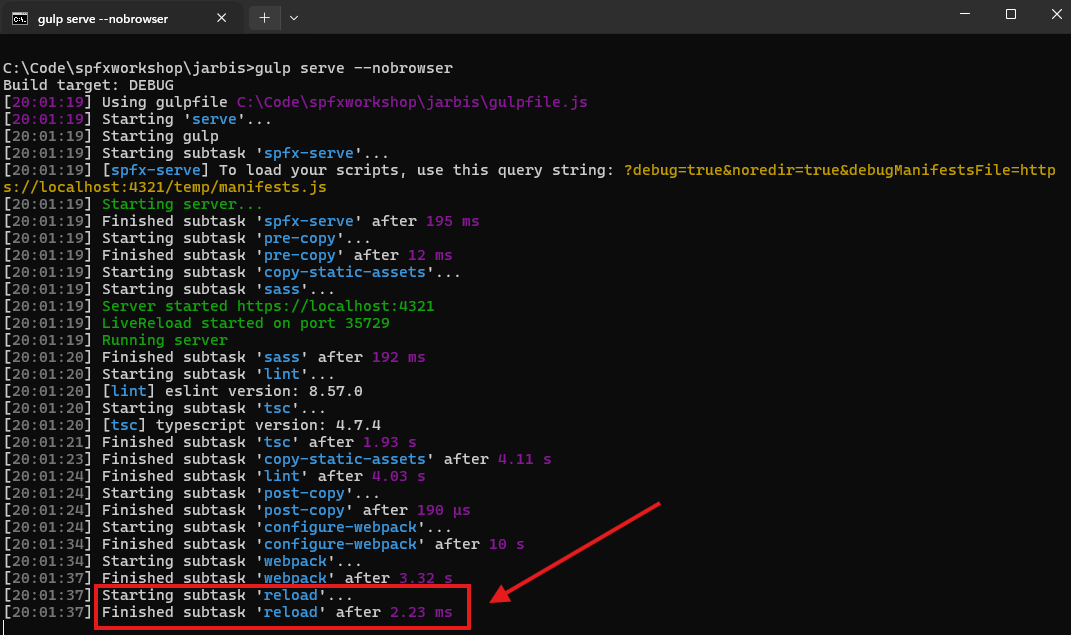 gulp serve --nobrowser
C:\Code\spfxworkshop\jarbis>gulp serve --nobrowser
Build target: DEBUG
[20:01:19] Using gulpfile C:\Code\spfxworkshop\jarbis\gulpfile.js
[20:01:19] Starting 'serve'...
[20:01:19] Starting gulp
[20:01:19] Starting subtask 'spfx-serve'...
[20:01:19] [spfx-serve] To load your scripts, use this query string: ?debug=true&noredir=true&debugManifestsFile=http
s://localhost:4321/temp/manifests.js
[20:01:19] Starting server...
[20:01:19] Finished subtask 'spfx-serve' after 195 ms
[20:01:19] Starting subtask 'pre-copy'...
[20:01:19] Finished subtask 'pre-copy' after 12 ms
[20:01:19] Starting subtask 'copy-static-assets'...
[20:01:19] Starting subtask 'sass'...
[20:01:19] Server started https://localhost:4321
[20:01:19] LiveReload started on port 35729
[20:01:19] Running server
[20:01:20] Finished subtask 'sass' after 192 ms
[20:01:20] Starting subtask 'lint'...
[20:01:20] [lint] eslint version: 8.57.0
[20:01:20] Starting subtask 'tsc'...
[20:01:20] [tsc] typescript version: 4.7.4
[20:01:21] Finished subtask 'tsc' after 1.93 s
[20:01:23] Finished subtask 'copy-static-assets' after 4.11 s
[20:01:24] Finished subtask 'lint' after 4.03 s
[20:01:24] Starting subtask 'post-copy'...
[20:01:24] Finished subtask 'post-copy' after 190 μs
[20:01:24] Starting subtask 'configure-webpack'...
[20:01:34] Finished subtask 'configure-webpack' after 10 s
[20:01:34] Starting subtask 'webpack'...
[20:01:37] Finished subtask 'webpack' after 3.32 s
[20:01:37] Starting subtask 'reload'...
[20:01:37] Finished subtask 'reload' after 2.23 ms